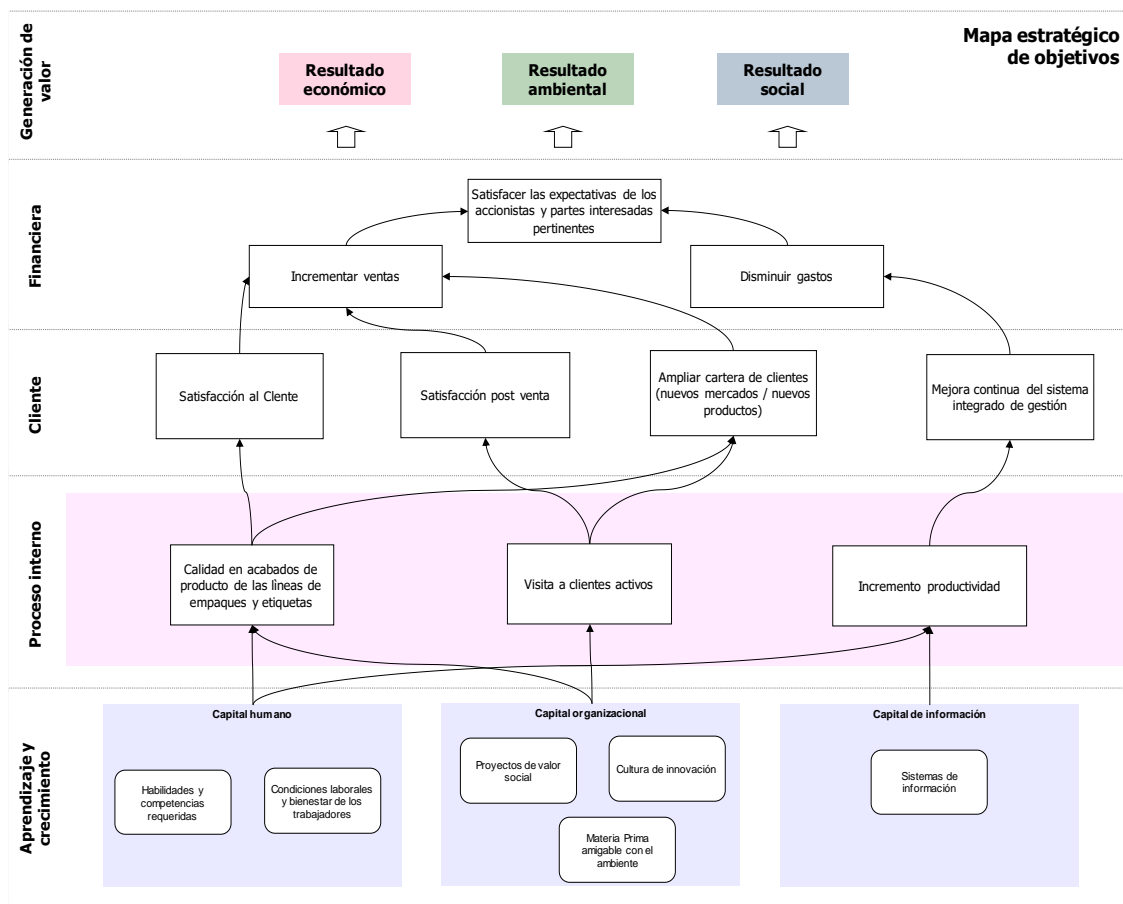 Mapa estratégico
de objetivos
Generación de
valor
Resultado
económico
Resultado
ambiental
Resultado
social
Financiera
Satisfacer las expectativas de los
accionistas y partes interesadas
pertinentes
Incrementar ventas
Disminuir gastos
Cliente
Satisfacción al Clente
Satisfacción post venta
Ampliar cartera de clientes
(nuevos mercados / nuevos
productos)
Mejora continua del sistema
integrado de gestión
Proceso interno
Calidad en acabados de
producto de las lìneas de
empaques y etiquetas
Visita a clientes activos
Incremento productividad
Aprendizaje y
crecimiento
Capital humano
Habilidades y
competencias
requeridas
Condiciones laborales
y bienestar de los
trabajadores
Capital organizacional
Proyectos de valor
social
Cultura de innovación
Materia Prima
amigable con el
ambiente
Capital de información
Sistemas de
información